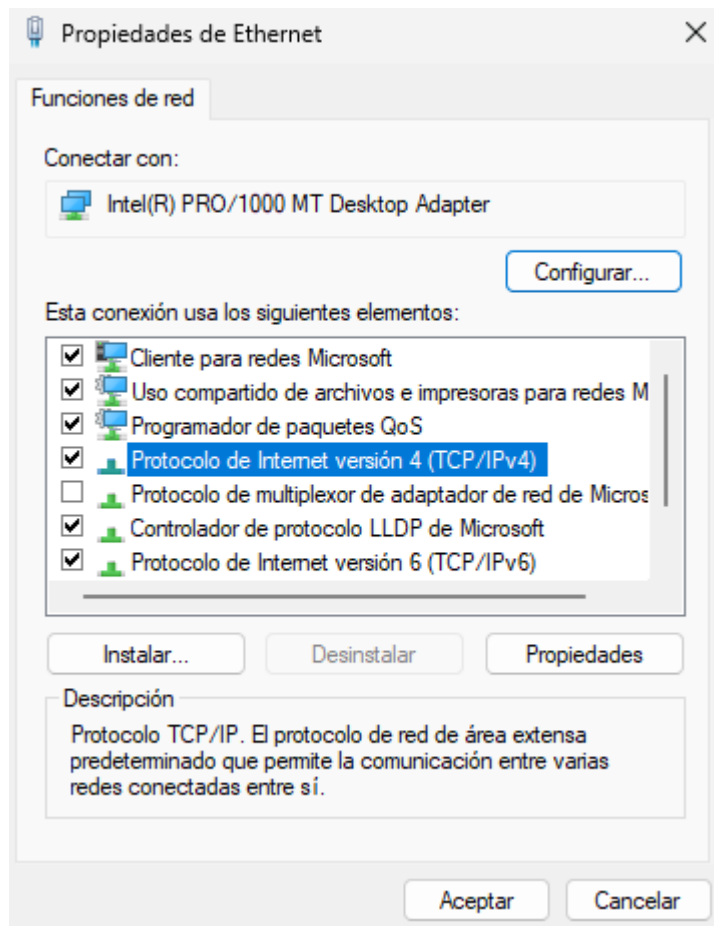 Propiedades de Ethernet
Funciones de red
Conectar con:
Intel(R) PRO/1000 MT Desktop Adapter
Configurar...
Esta conexión usa los siguientes elementos:
Cliente para redes Microsoft
Uso compartido de archivos e impresoras para redes M
Programador de paquetes QoS
Protocolo de Internet versión 4 (TCP/IPv4)
Protocolo de multiplexor de adaptador de red de Micros
Controlador de protocolo LLDP de Microsoft
Protocolo de Internet versión 6 (TCP/IPv6)
Instalar... Desinstalar Propiedades
Descripción
Protocolo TCP/IP. El protocolo de red de área extensa
predeterminado que permite la comunicación entre varias
redes conectadas entre sí.
Aceptar Cancelar